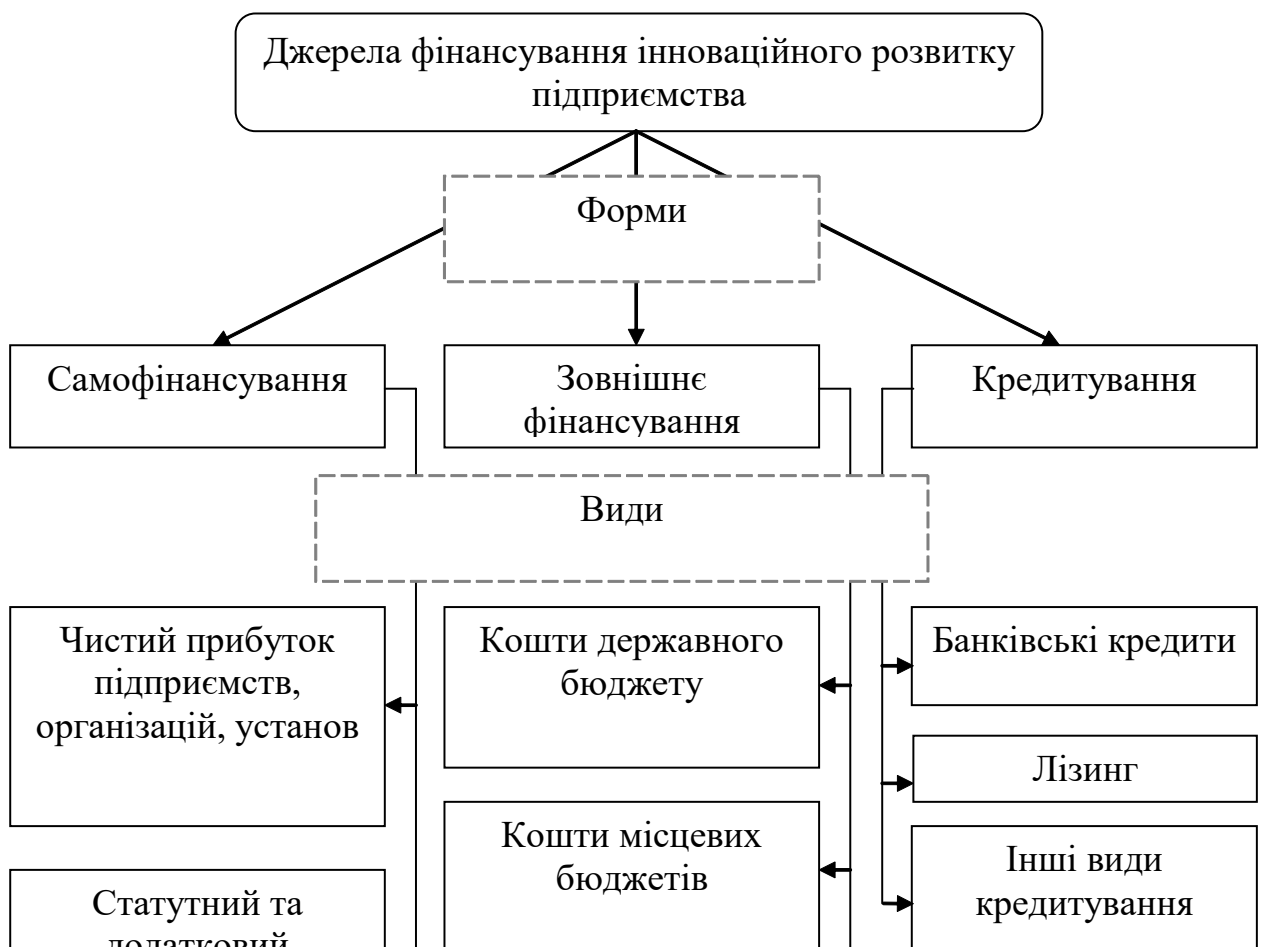 Джерела фінансування інноваційного розвитку
підприємства
Форми
Самофінансування
Зовнішнє
фінансування
Кредитування
Види
Чистий прибуток
підприємств,
організацій, установ
Кошти державного
бюджету
Банківські кредити
Лізинг
Кошти місцевих
бюджетів
Інші види
кредитування
Статутний та
додатковий